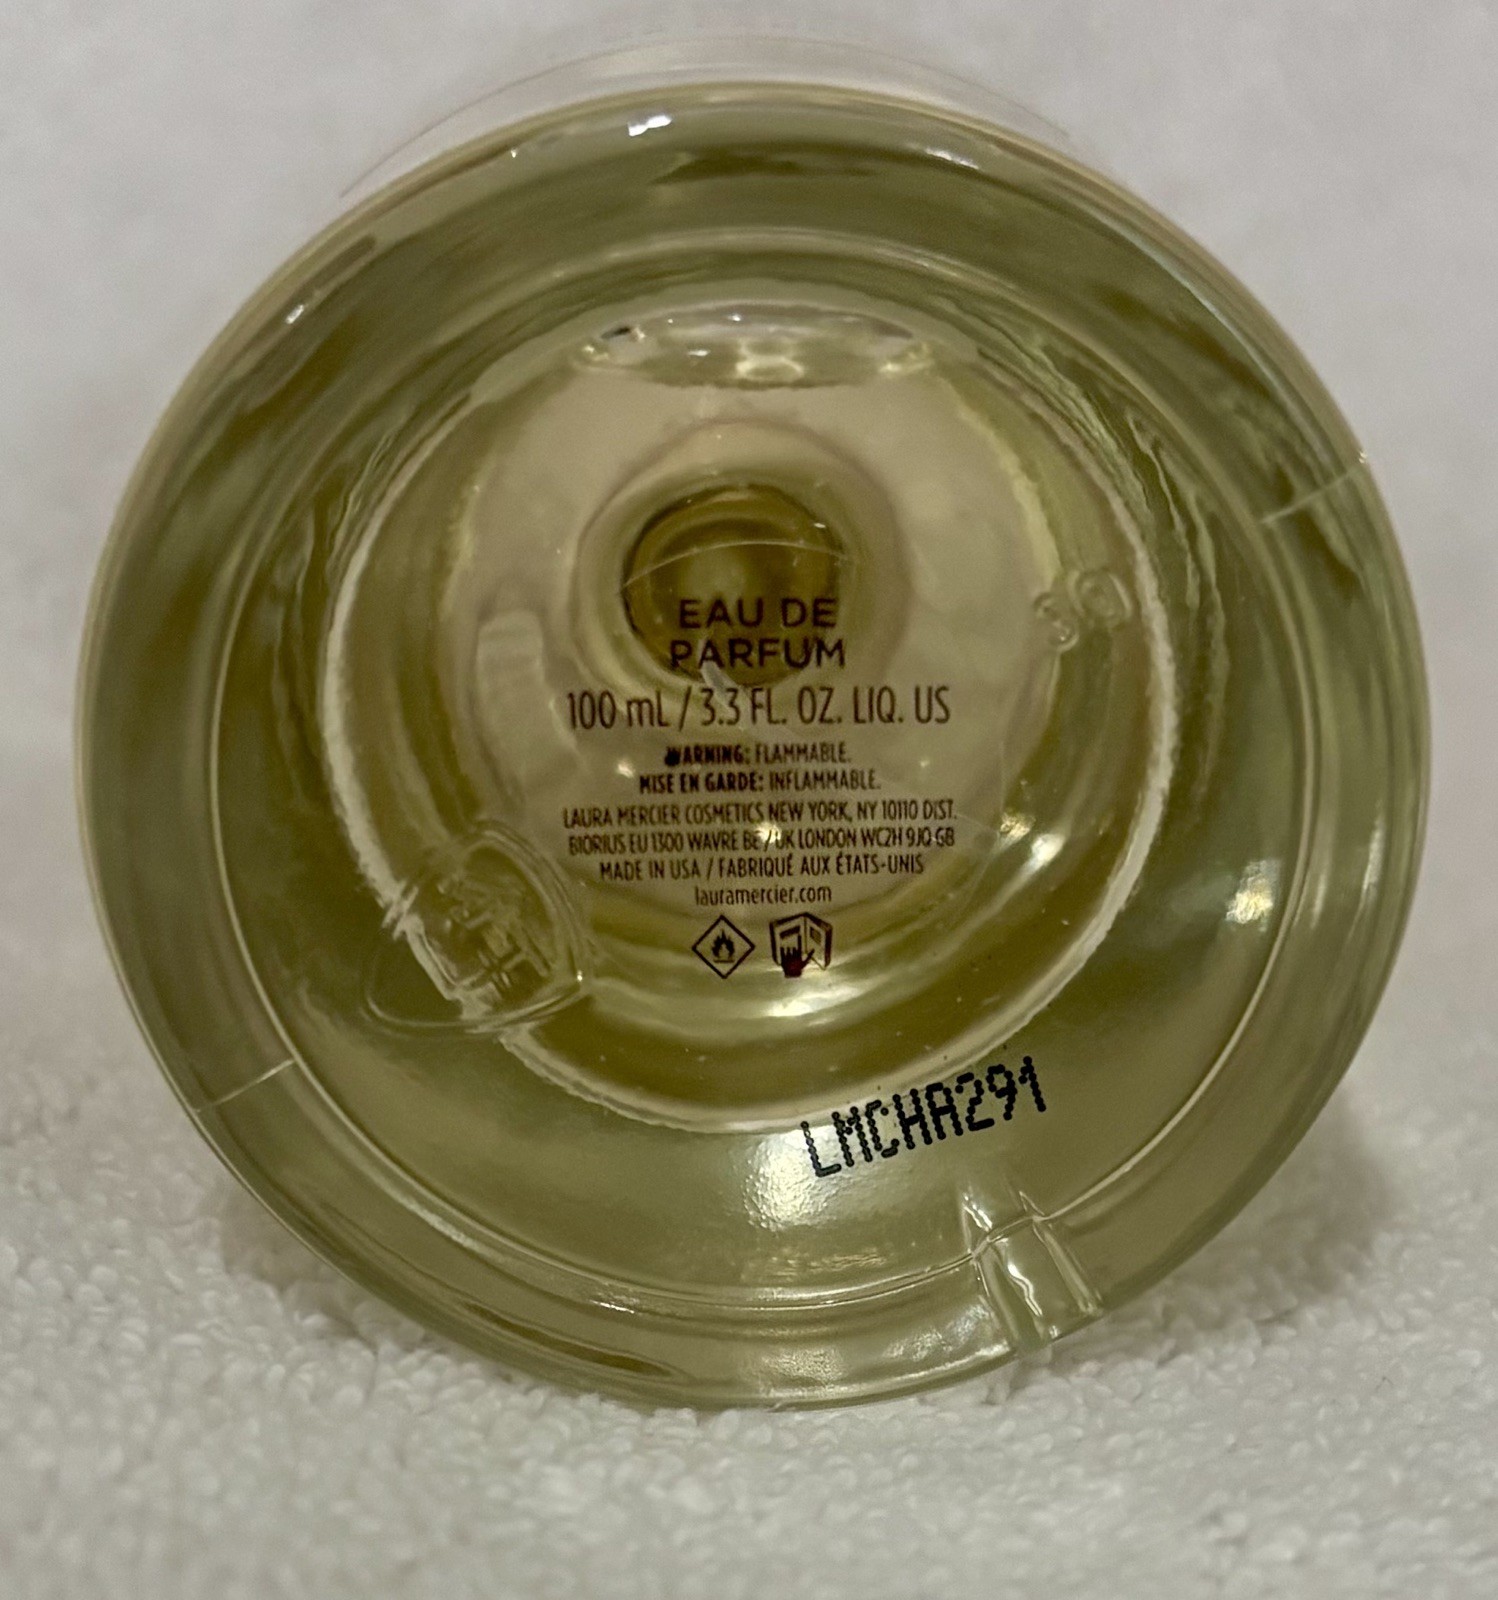 EAU DE
PARFUM
100 mL / 3.3 FL. OZ. LIQ. US
WARNING: FLAMMABLE.
MISE EN GARDE: INFLAMMABLE.
LAURA MERCIER COSMETICS NEW YORK, NY 10110 DIST.
BIORIUS EU 1300 WAVRE BE / UK LONDON WC2H 9JQ GB
MADE IN USA / FABRIQUÉ AUX ÉTATS-UNIS
lauramercier.com
LMCHA291